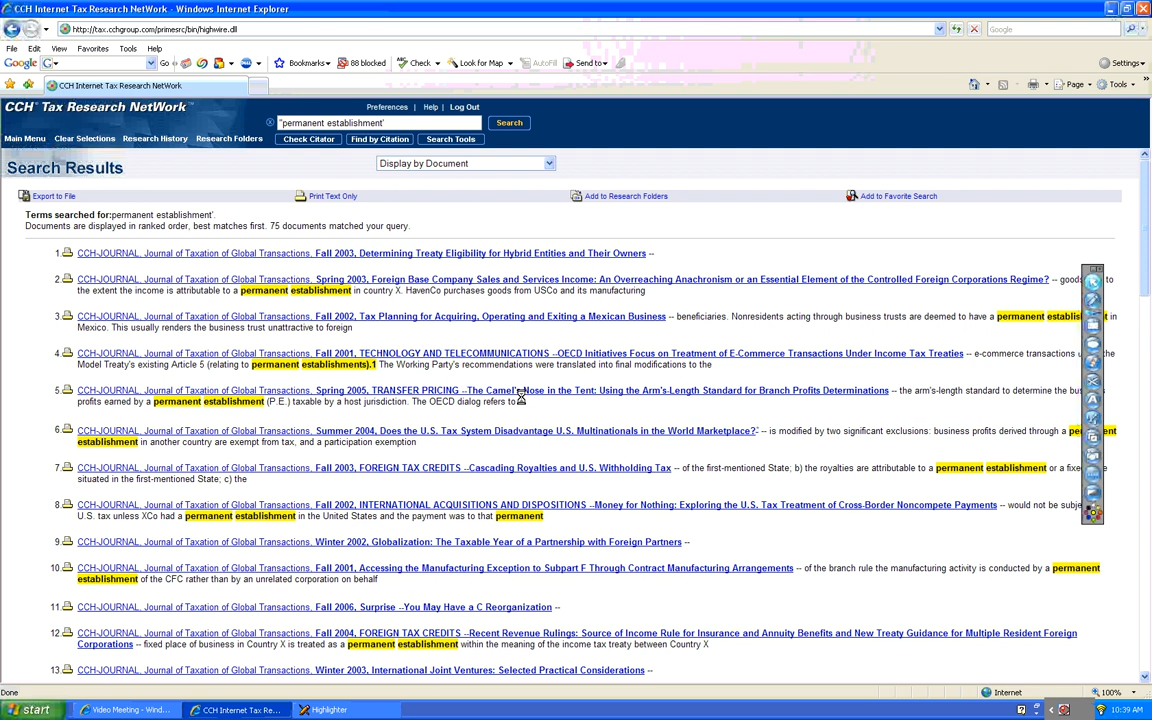 CCH Internet Tax Research NetWork - Windows Internet Explorer
http://tax.cchgroup.com/primesrc/bin/highwire.dll
Google
File Edit View Favorites Tools Help
Google G Go Bookmarks 88 blocked Check Look for Map AutoFill Send to Settings
CCH Internet Tax Research NetWork Page Tools
CCH® Tax Research NetWork™ Preferences | Help | Log Out
"permanent establishment' Search
Main Menu Clear Selections Research History Research Folders Check Citator Find by Citation Search Tools
Search Results Display by Document
Export to File Print Text Only Add to Research Folders Add to Favorite Search
Terms searched for:permanent establishment'.
Documents are displayed in ranked order, best matches first. 75 documents matched your query.
1. CCH-JOURNAL, Journal of Taxation of Global Transactions, Fall 2003, Determining Treaty Eligibility for Hybrid Entities and Their Owners --
2. CCH-JOURNAL, Journal of Taxation of Global Transactions, Spring 2003, Foreign Base Company Sales and Services Income: An Overreaching Anachronism or an Essential Element of the Controlled Foreign Corporations Regime? -- goods to
the extent the income is attributable to a permanent establishment in country X. HavenCo purchases goods from USCo and its manufacturing
3. CCH-JOURNAL, Journal of Taxation of Global Transactions, Fall 2002, Tax Planning for Acquiring, Operating and Exiting a Mexican Business -- beneficiaries. Nonresidents acting through business trusts are deemed to have a permanent in
Mexico. This usually renders the business trust unattractive to foreign
4. CCH-JOURNAL, Journal of Taxation of Global Transactions, Fall 2001, TECHNOLOGY AND TELECOMMUNICATIONS --OECD Initiatives Focus on Treatment of E-Commerce Transactions Under Income Tax Treaties -- e-commerce the
Model Treaty's existing Article 5 (relating to permanent establishments).1 The Working Party's recommendations were translated into final modifications to the
5. CCH-JOURNAL, Journal of Taxation of Global Transactions, Spring 2005, TRANSFER PRICING --The Camel's Nose in the Tent: Using the Arm's-Length Standard for Branch Profits Determinations -- the arm's-length standard to determine the
profits earned by a permanent establishment (P.E.) taxable by a host jurisdiction. The OECD dialog refers to
6. CCH-JOURNAL, Journal of Taxation of Global Transactions, Summer 2004, Does the U.S. Tax System Disadvantage U.S. Multinationals in the World Marketplace? -- is modified by two significant exclusions: business profits derived through a
establishment in another country are exempt from tax, and a participation exemption
7. CCH-JOURNAL, Journal of Taxation of Global Transactions, Fall 2003, FOREIGN TAX CREDITS --Cascading Royalties and U.S. Withholding Tax -- of the first-mentioned State; b) the royalties are attributable to a permanent establishment or a
situated in the first-mentioned State; c) the
8. CCH-JOURNAL, Journal of Taxation of Global Transactions, Fall 2002, INTERNATIONAL ACQUISITIONS AND DISPOSITIONS --Money for Nothing: Exploring the U.S. Tax Treatment of Cross-Border Noncompete Payments -- would not be
U.S. tax unless XCo had a permanent establishment in the United States and the payment was to that permanent
9. CCH-JOURNAL, Journal of Taxation of Global Transactions, Winter 2002, Globalization: The Taxable Year of a Partnership with Foreign Partners --
10. CCH-JOURNAL, Journal of Taxation of Global Transactions, Fall 2001, Accessing the Manufacturing Exception to Subpart F Through Contract Manufacturing Arrangements -- of the branch rule the manufacturing activity is conducted by a permanent
establishment of the CFC rather than by an unrelated corporation on behalf
11. CCH-JOURNAL, Journal of Taxation of Global Transactions, Fall 2006, Surprise --You May Have a C Reorganization --
12. CCH-JOURNAL, Journal of Taxation of Global Transactions, Fall 2004, FOREIGN TAX CREDITS --Recent Revenue Rulings: Source of Income Rule for Insurance and Annuity Benefits and New Treaty Guidance for Multiple Resident Foreign
Corporations -- fixed place of business in Country X is treated as a permanent establishment within the meaning of the income tax treaty between Country X
13. CCH-JOURNAL, Journal of Taxation of Global Transactions, Winter 2003, International Joint Ventures: Selected Practical Considerations --
Done Internet 100%
start Video Meeting - Wind... CCH Internet Tax Re... Highlighter 10:39 AM